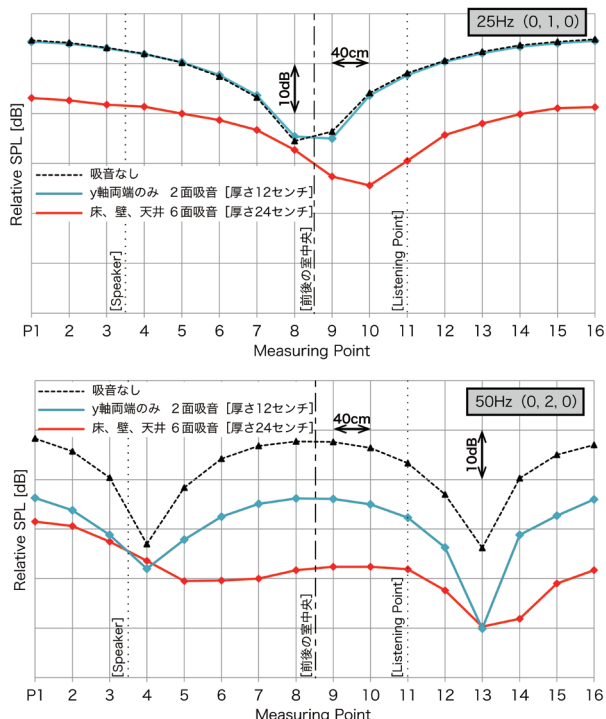 25Hz（0, 1, 0）
40cm
10dB
Relative SPL [dB]
吸音なし
y軸両端のみ　2面吸音［厚さ12センチ］
床、壁、天井 6面吸音［厚さ24センチ］
[Speaker]
[前後の室中央]
[Listening Point]
P1 2 3 4 5 6 7 8 9 10 11 12 13 14 15 16
Measuring Point
吸音なし
y軸両端のみ　2面吸音［厚さ12センチ］
床、壁、天井 6面吸音［厚さ24センチ］
50Hz（0, 2, 0）
40cm
10dB
Relative SPL [dB]
[Speaker]
[前後の室中央]
[Listening Point]
P1 2 3 4 5 6 7 8 9 10 11 12 13 14 15 16
Measuring Point